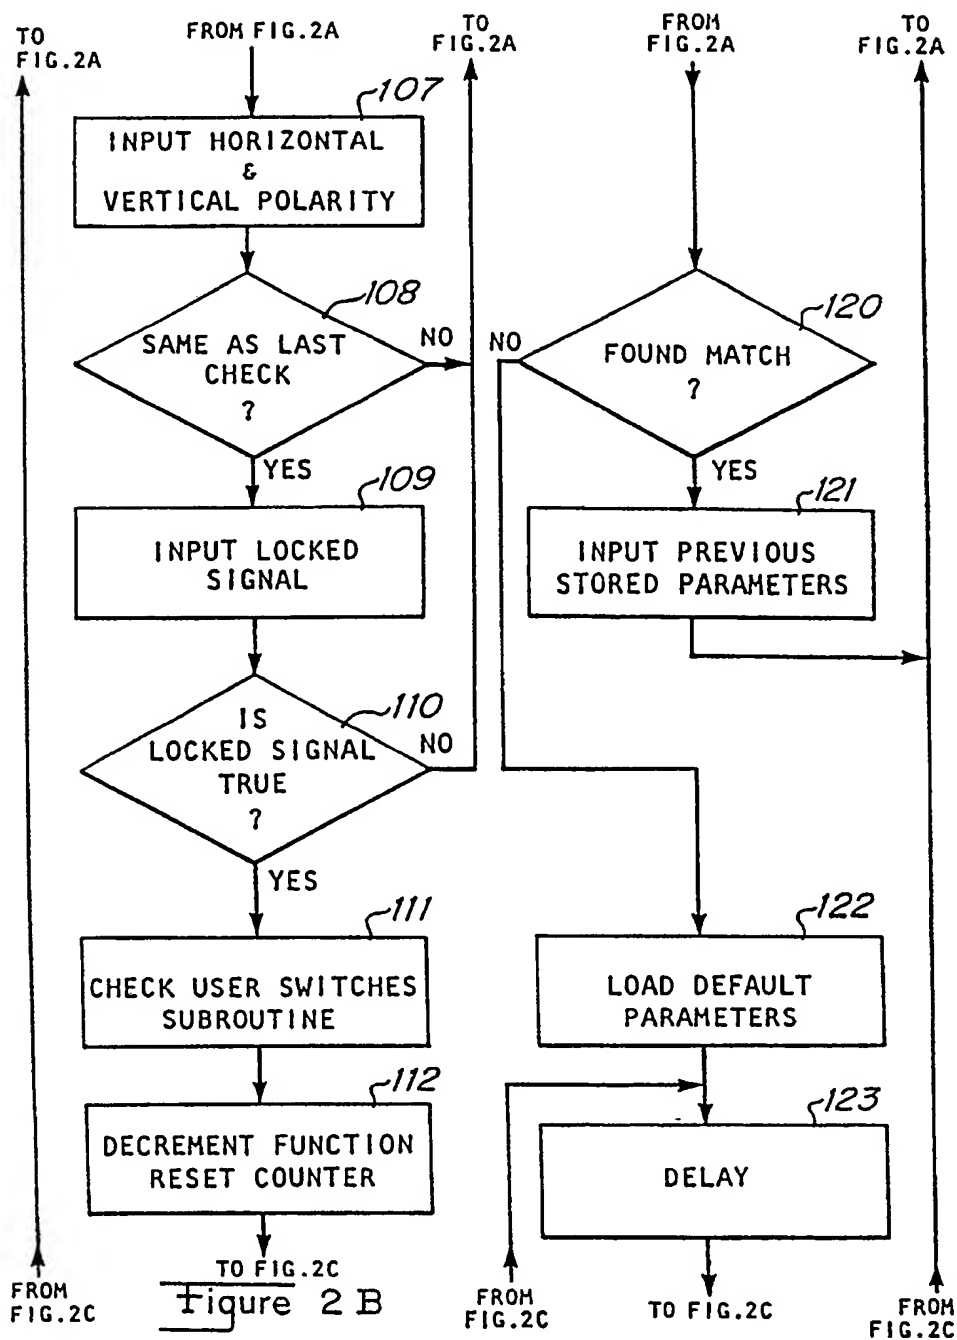 TO
FIG.2A
FROM FIG.2A
TO
FIG.2A
FROM
FIG.2A
TO
FIG.2A
107
INPUT HORIZONTAL
&
VERTICAL POLARITY
108
SAME AS LAST
CHECK
?
NO
YES
109
INPUT LOCKED
SIGNAL
110
IS
LOCKED SIGNAL
TRUE
?
NO
YES
111
CHECK USER SWITCHES
SUBROUTINE
112
DECREMENT FUNCTION
RESET COUNTER
TO FIG.2C
120
FOUND MATCH
?
NO
YES
121
INPUT PREVIOUS
STORED PARAMETERS
122
LOAD DEFAULT
PARAMETERS
123
DELAY
TO FIG.2C
FROM
FIG.2C
FROM
FIG.2C
FROM
FIG.2C
Figure 2B